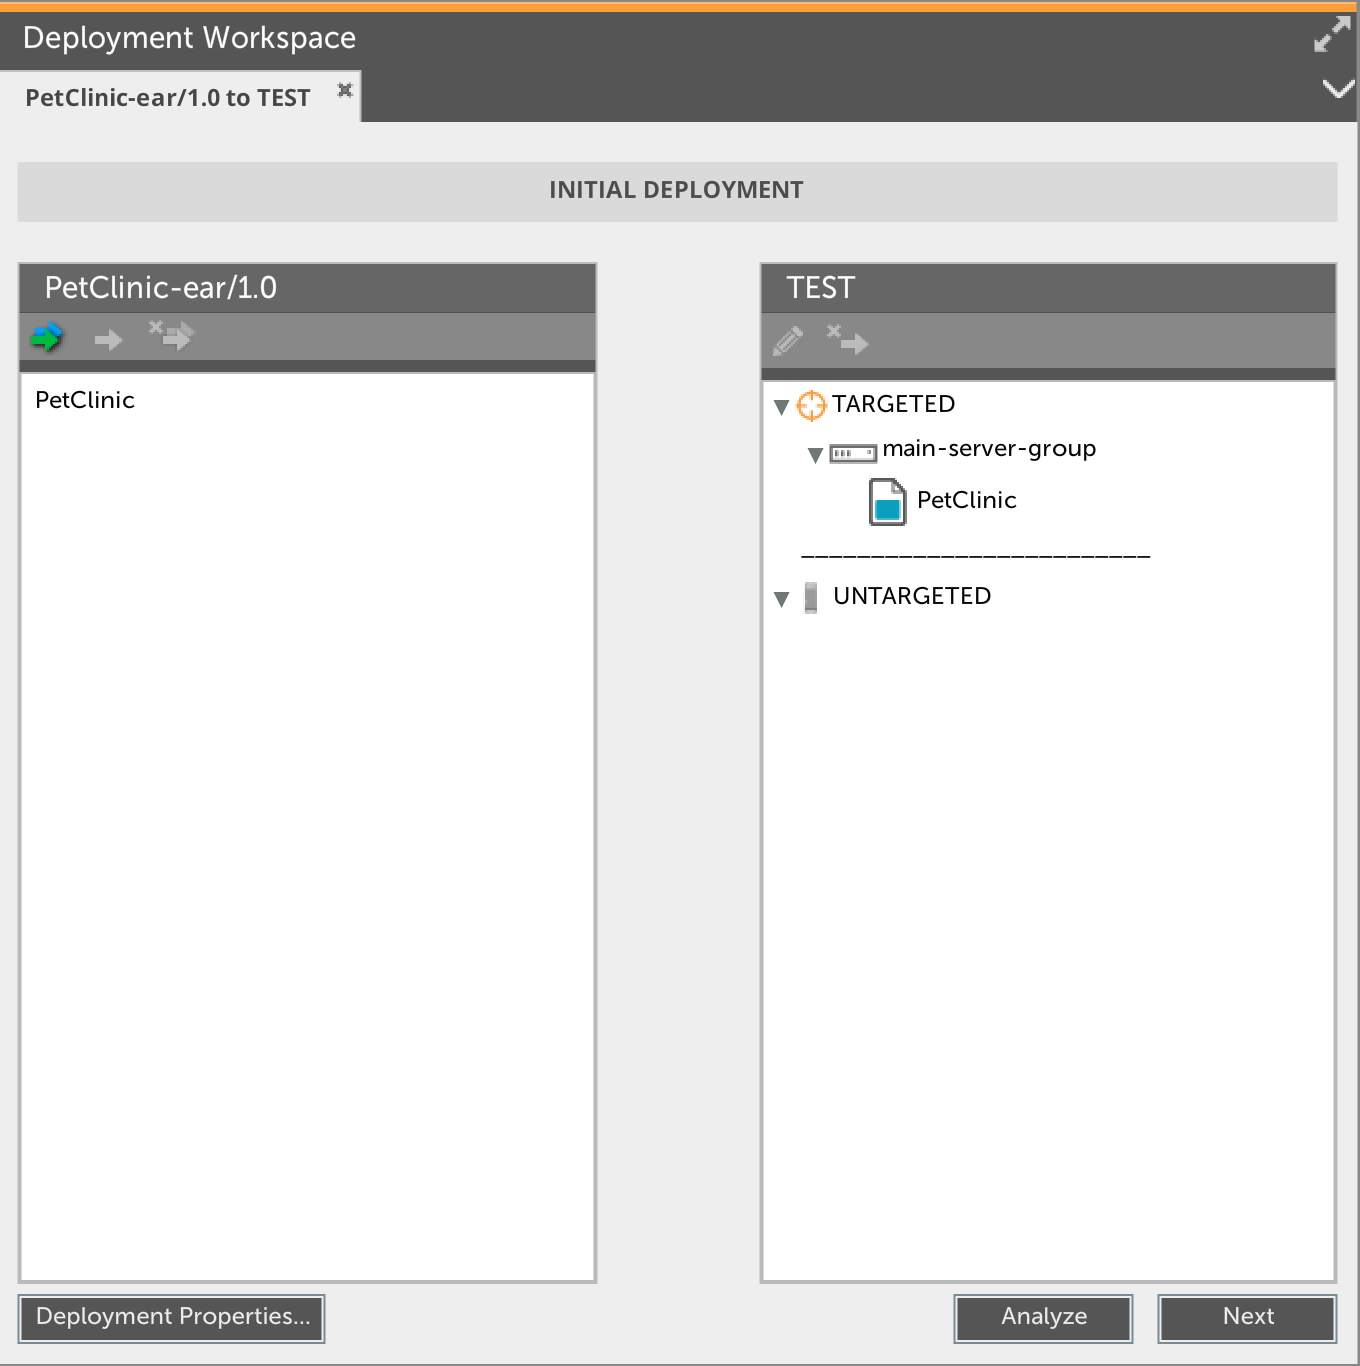 Deployment Workspace
PetClinic-ear/1.0 to TEST
INITIAL DEPLOYMENT
PetClinic-ear/1.0
PetClinic
TEST
TARGETED
main-server-group
PetClinic
_________________________
UNTARGETED
Deployment Properties...
Analyze
Next